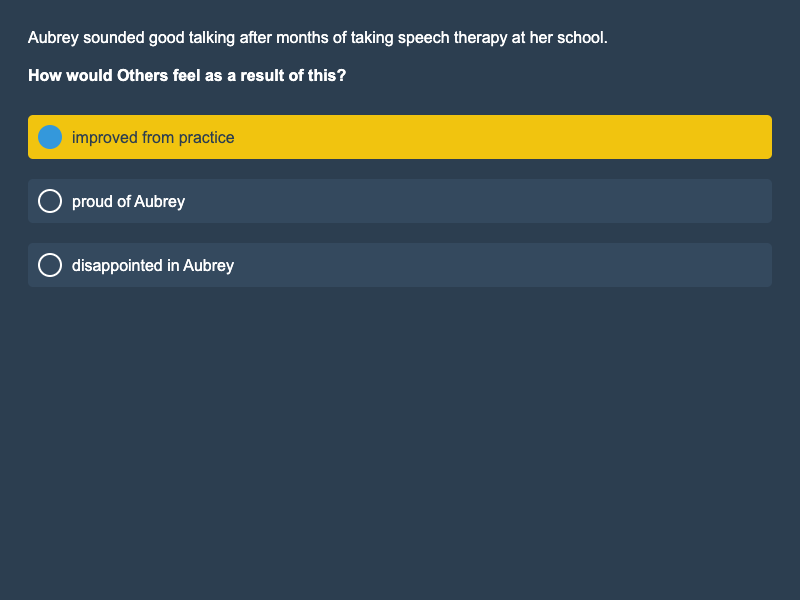 Aubrey sounded good talking after months of taking speech therapy at her school.
How would Others feel as a result of this?
improved from practice
proud of Aubrey
disappointed in Aubrey